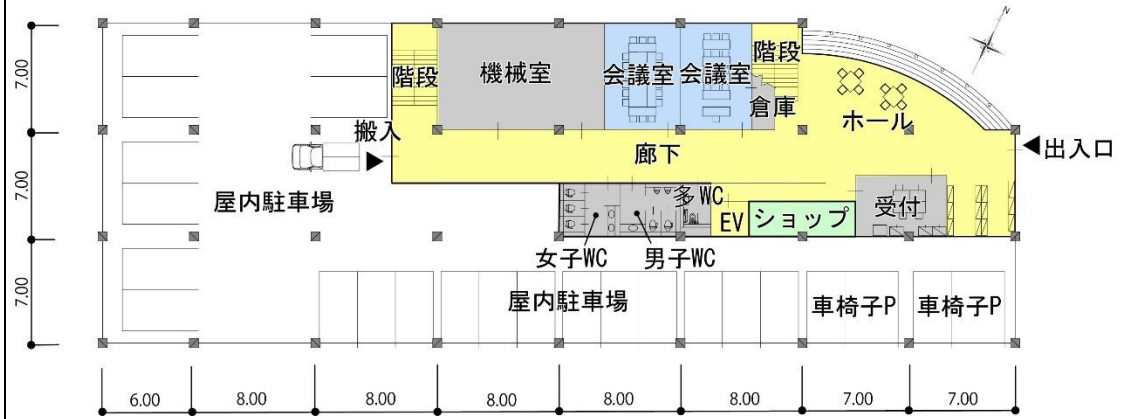 N
7.00
階段
機械室
会議室
会議室
階段
倉庫
ホール
搬入
廊下
出入口
7.00
屋内駐車場
多WC
EV
ショップ
受付
女子WC
男子WC
7.00
屋内駐車場
車椅子P
車椅子P
6.00
8.00
8.00
8.00
8.00
8.00
7.00
7.00